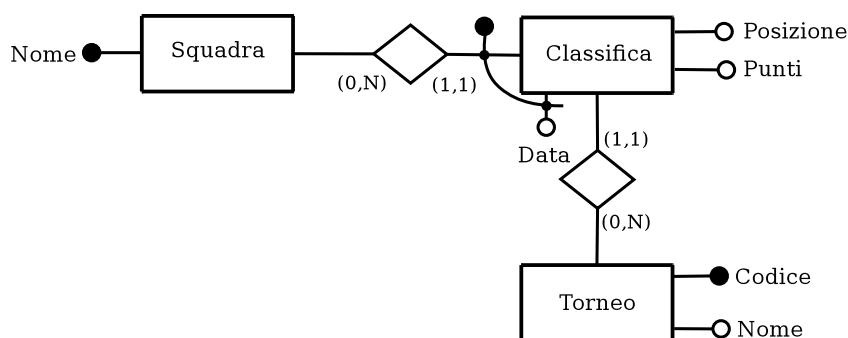 Nome
Squadra
(0,N)
(1,1)
Classifica
Posizione
Punti
Data
(1,1)
(0,N)
Torneo
Codice
Nome